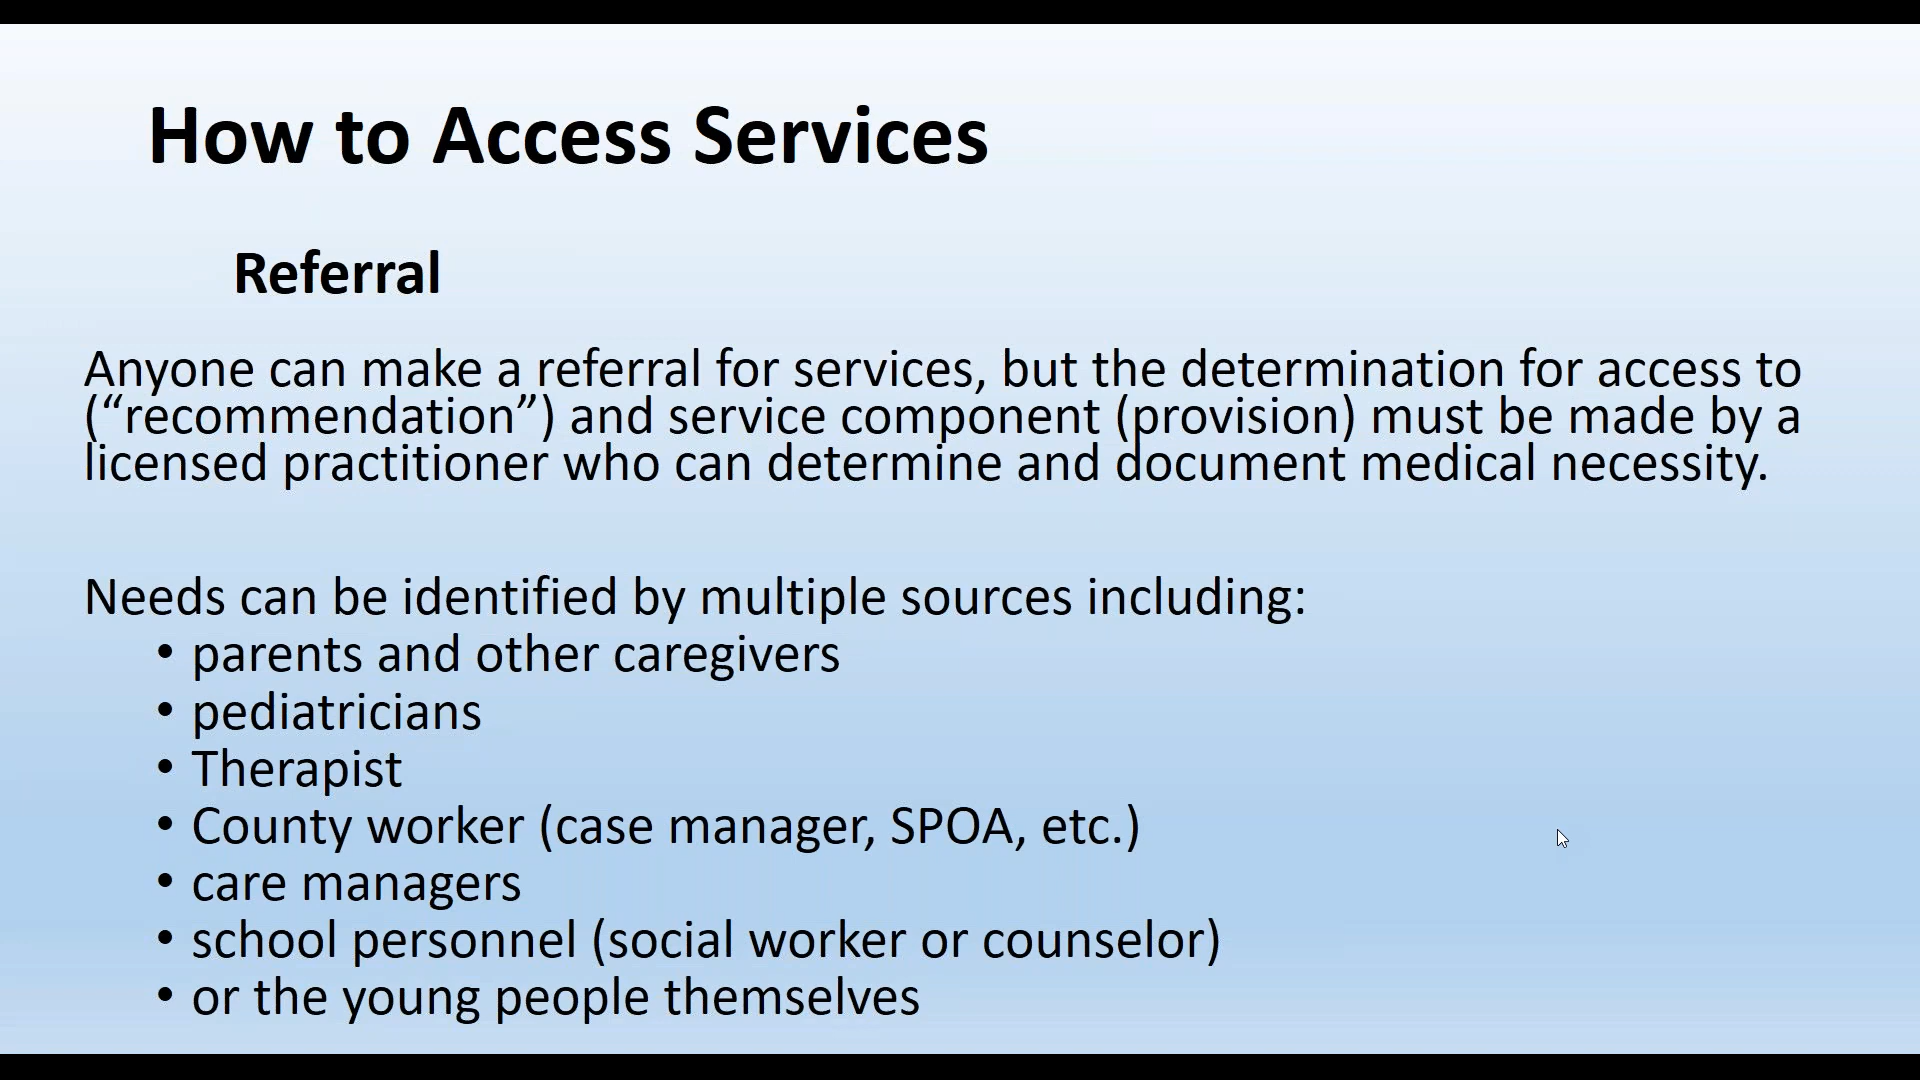 How to Access Services
Referral
Anyone can make a referral for services, but the determination for access to
(“recommendation”) and service component (provision) must be made by a
licensed practitioner who can determine and document medical necessity.
Needs can be identified by multiple sources including:
• parents and other caregivers
• pediatricians
• Therapist
• County worker (case manager, SPOA, etc.)
• care managers
• school personnel (social worker or counselor)
• or the young people themselves